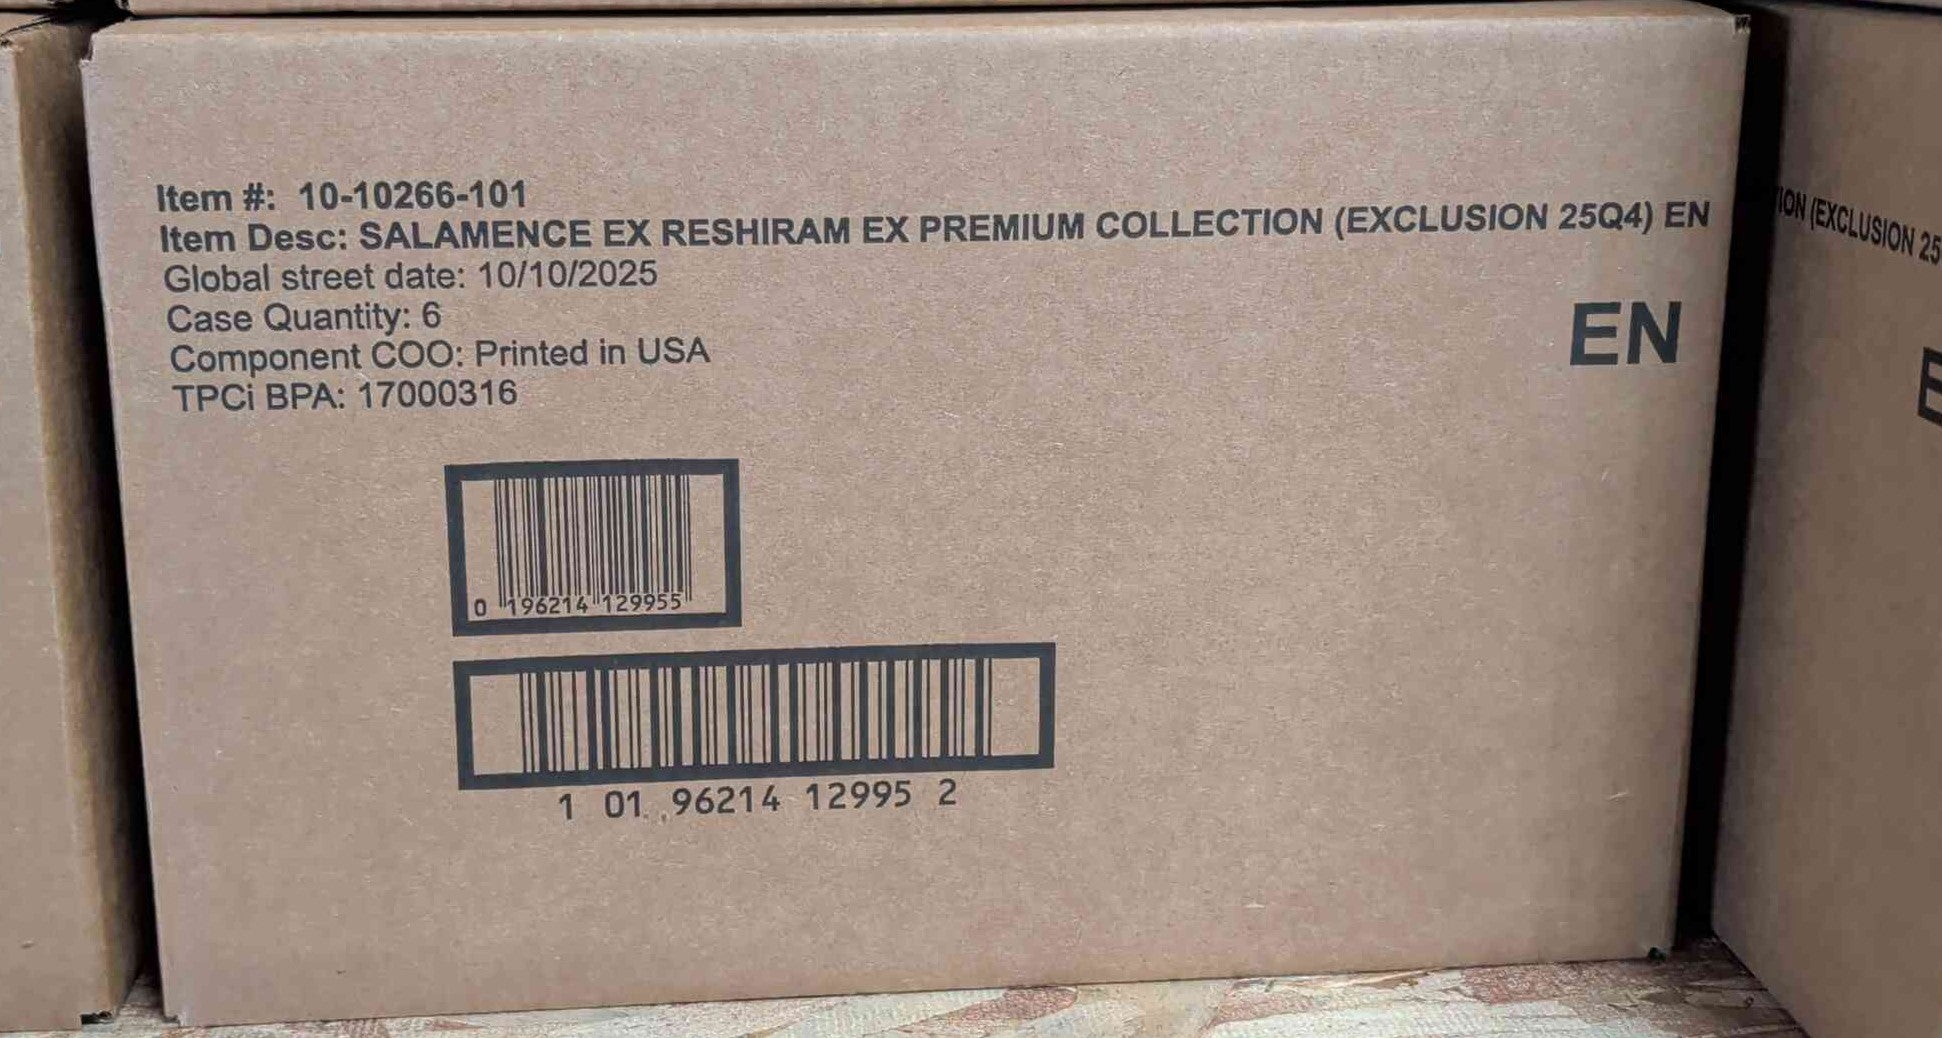 Item #: 10-10266-101
Item Desc: SALAMENCE EX RESHIRAM EX PREMIUM COLLECTION (EXCLUSION 25Q4) EN
Global street date: 10/10/2025
Case Quantity: 6
Component COO: Printed in USA
TPCi BPA: 17000316
EN
0 196214 129955
1 01 96214 12995 2
(EXCLUSION